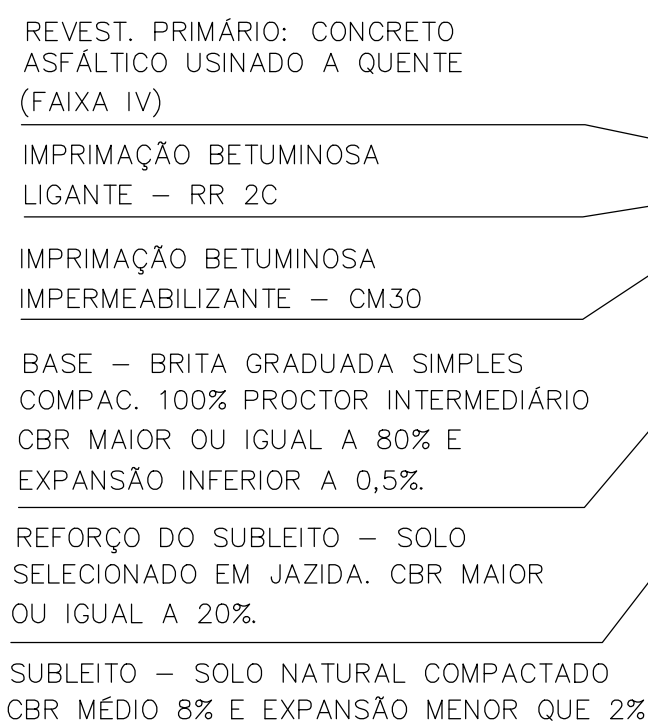 REVEST. PRIMÁRIO: CONCRETO
ASFÁLTICO USINADO A QUENTE
(FAIXA IV)
IMPRIMAÇÃO BETUMINOSA
LIGANTE – RR 2C
IMPRIMAÇÃO BETUMINOSA
IMPERMEABILIZANTE – CM30
BASE – BRITA GRADUADA SIMPLES
COMPAC. 100% PROCTOR INTERMEDIÁRIO
CBR MAIOR OU IGUAL A 80% E
EXPANSÃO INFERIOR A 0,5%.
REFORÇO DO SUBLEITO – SOLO
SELECIONADO EM JAZIDA. CBR MAIOR
OU IGUAL A 20%.
SUBLEITO – SOLO NATURAL COMPACTADO
CBR MÉDIO 8% E EXPANSÃO MENOR QUE 2%